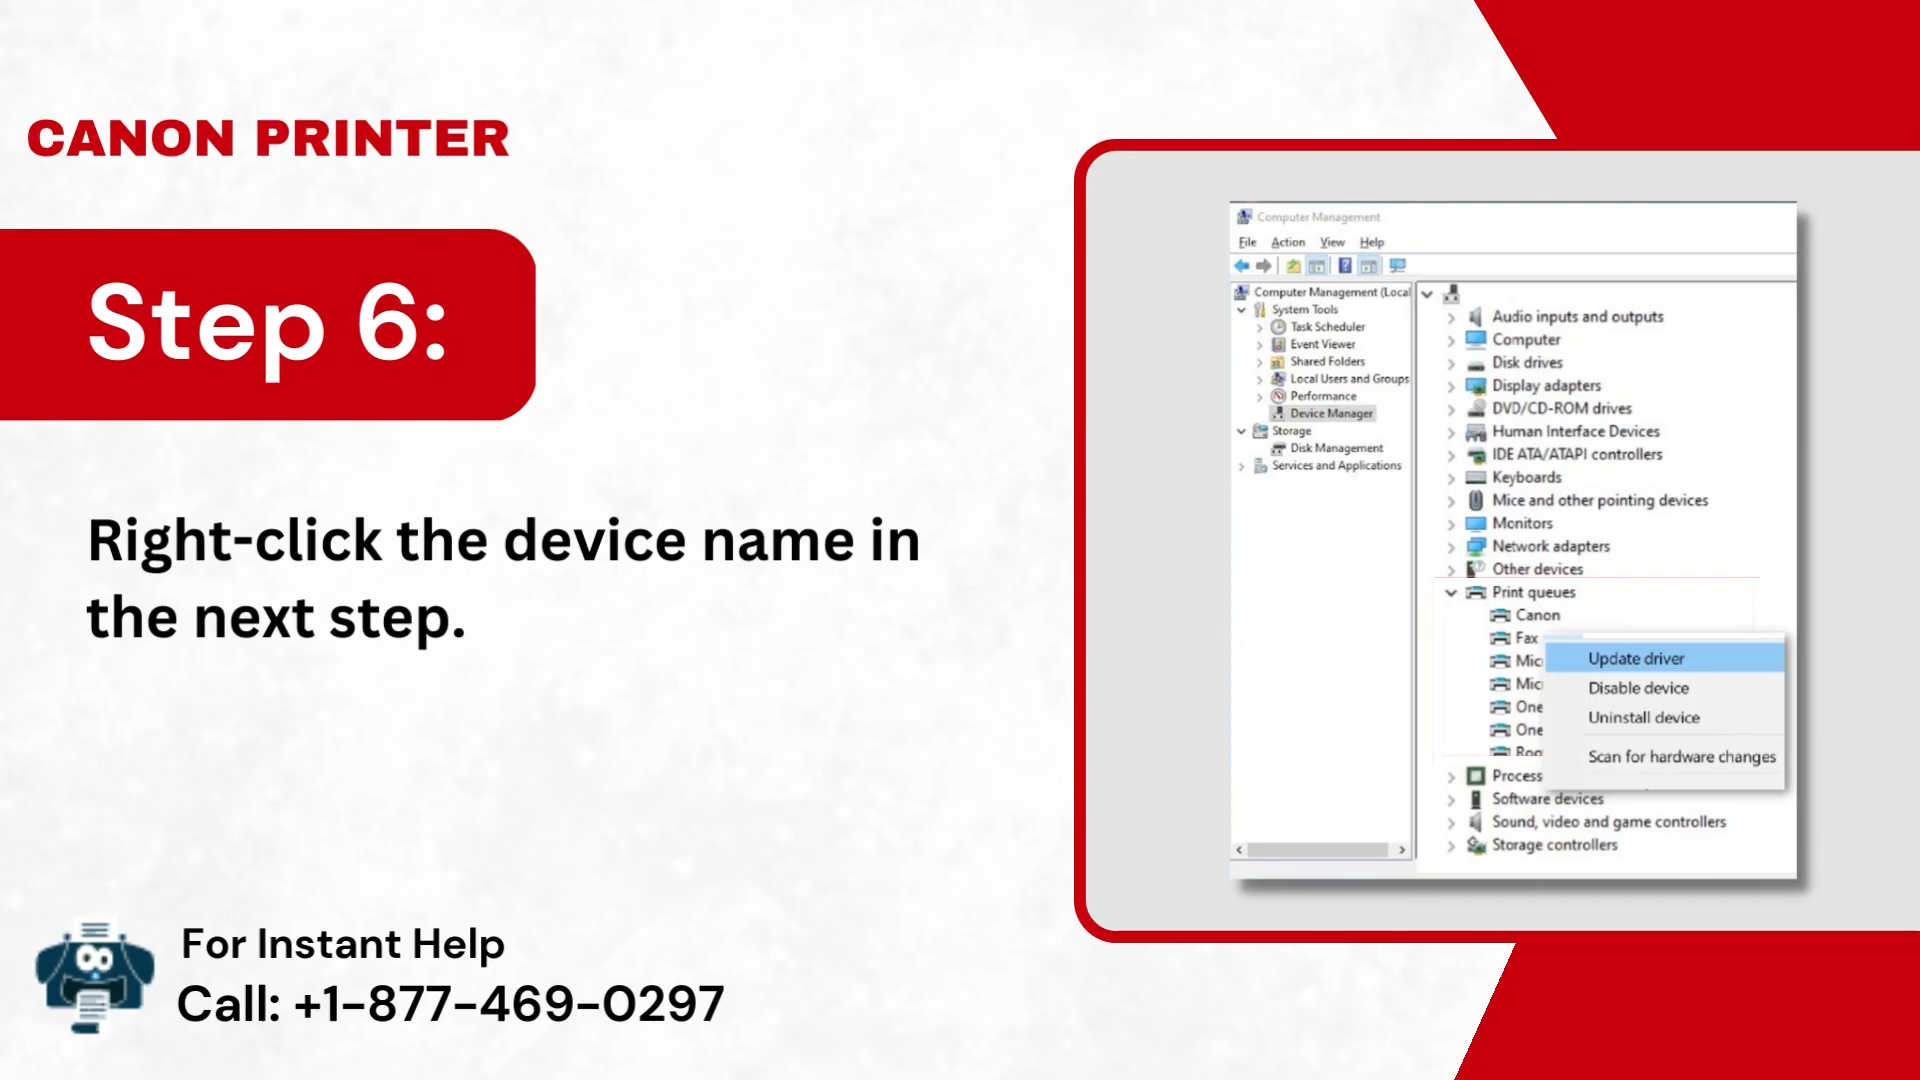 CANON PRINTER
Step 6:
Right-click the device name in
the next step.
For Instant Help
Call: +1-877-469-0297
Computer Management
File Action View Help
Computer Management (Local
System Tools
Task Scheduler
Event Viewer
Shared Folders
Local Users and Groups
Performance
Device Manager
Storage
Disk Management
Services and Applications
Audio inputs and outputs
Computer
Disk drives
Display adapters
DVD/CD-ROM drives
Human Interface Devices
IDE ATA/ATAPI controllers
Keyboards
Mice and other pointing devices
Monitors
Network adapters
Other devices
Print queues
Canon
Fax
Mic
Mic
One
One
Roo
Process
Software devices
Sound, video and game controllers
Storage controllers
Update driver
Disable device
Uninstall device
Scan for hardware changes